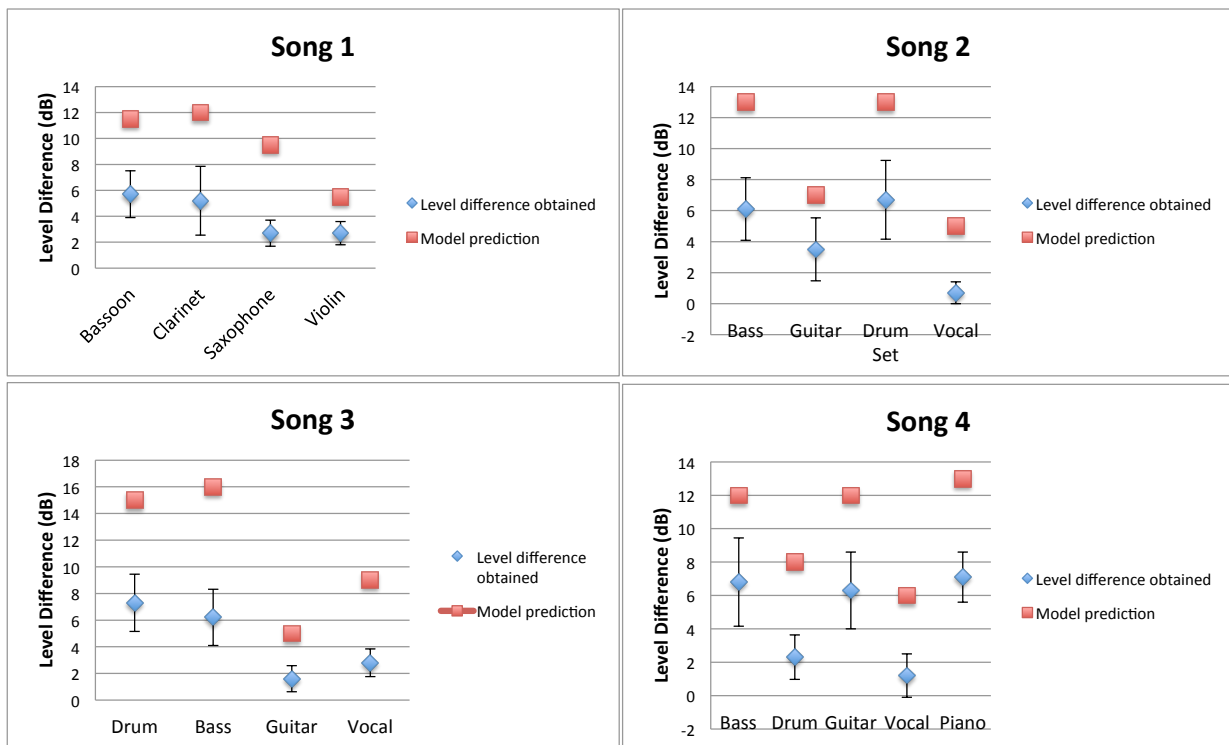 Song 1
Level Diference (dB)
14
12
10
8
6
4
2
0
Bassoon
Clarinet
Saxophone
Violin
Level difference obtained
Model prediction
Song 2
Level Difference (dB)
14
12
10
8
6
4
2
0
-2
Bass
Guitar
Drum
Set
Vocal
Level difference obtained
Model prediction
Song 3
Level Difference (dB)
18
16
14
12
10
8
6
4
2
0
Drum
Bass
Guitar
Vocal
Level difference
obtained
Model prediction
Song 4
Level Difference (dB)
14
12
10
8
6
4
2
0
-2
Bass
Drum
Guitar
Vocal
Piano
Level difference obtained
Model prediction